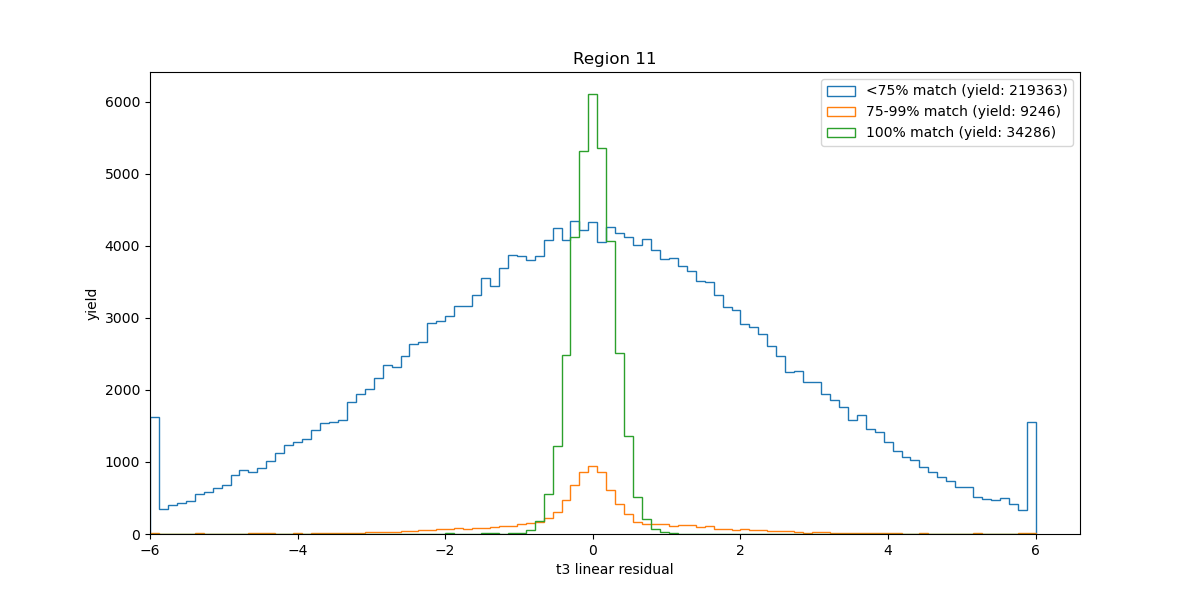 Region 11
<75% match (yield: 219363)
75-99% match (yield: 9246)
100% match (yield: 34286)
6000
5000
4000
3000
2000
1000
0
yield
−6
−4
−2
0
2
4
6
t3 linear residual